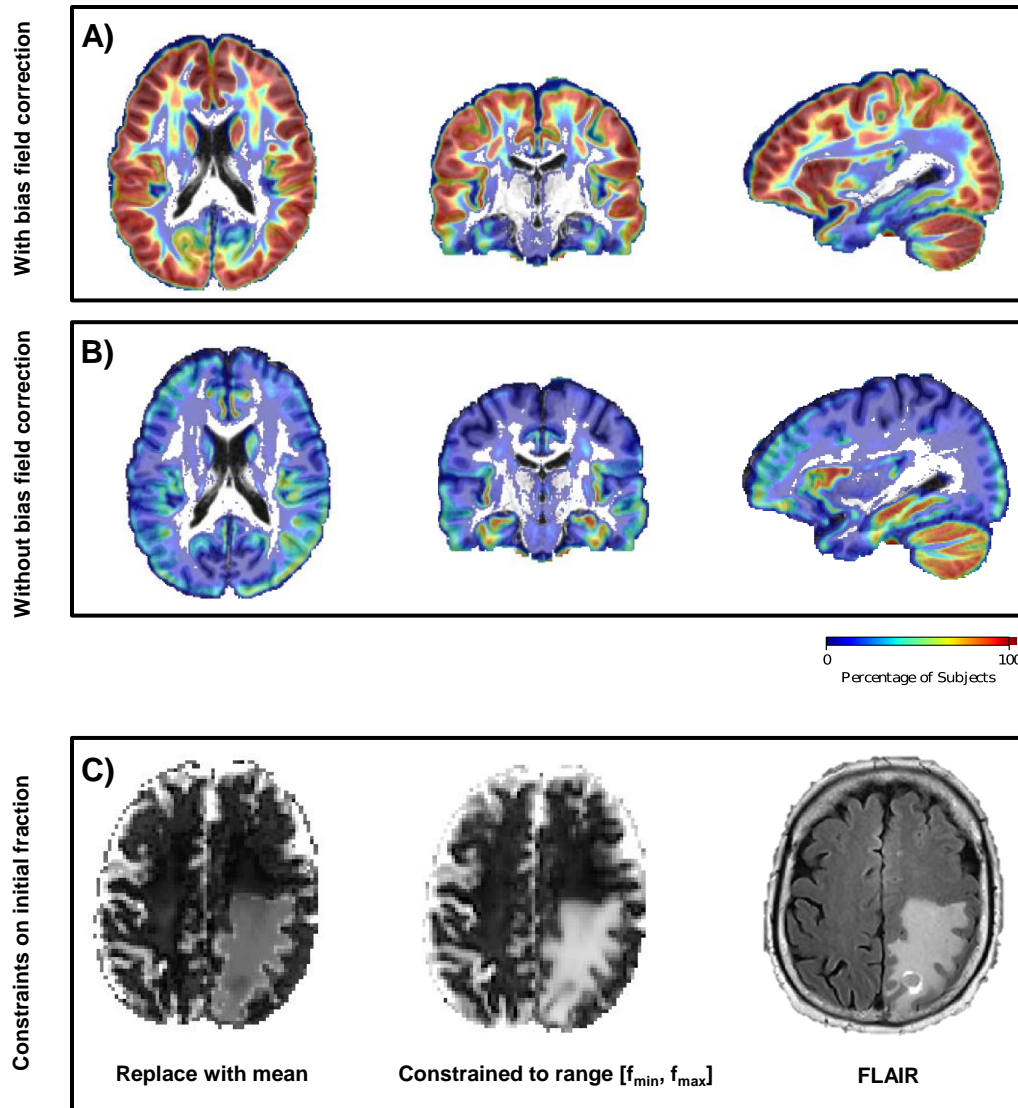 With bias field correction
A)
Without bias field correction
B)
0 100
Percentage of Subjects
Constraints on initial fraction
C)
Replace with mean
Constrained to range [fmin, fmax]
FLAIR